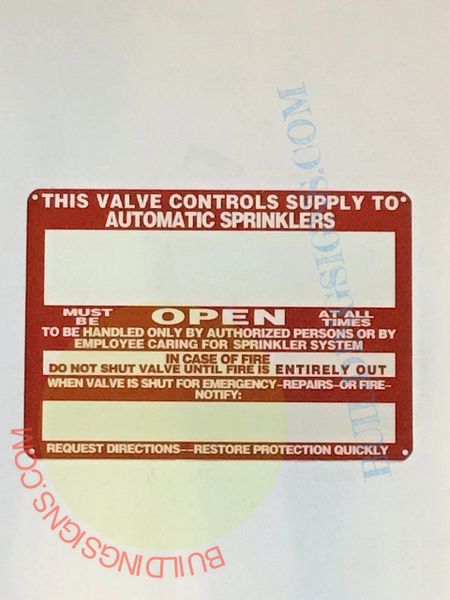 THIS VALVE CONTROLS SUPPLY TO
AUTOMATIC SPRINKLERS
MUST BE OPEN AT ALL TIMES
TO BE HANDLED ONLY BY AUTHORIZED PERSONS OR BY
EMPLOYEE CARING FOR SPRINKLER SYSTEM
IN CASE OF FIRE
DO NOT SHUT VALVE UNTIL FIRE IS ENTIRELY OUT
WHEN VALVE IS SHUT FOR EMERGENCY–REPAIRS–OR FIRE–
NOTIFY:
REQUEST DIRECTIONS––RESTORE PROTECTION QUICKLY
BUILDINGSIGNS.COM
BUILDINGSIGNS.COM